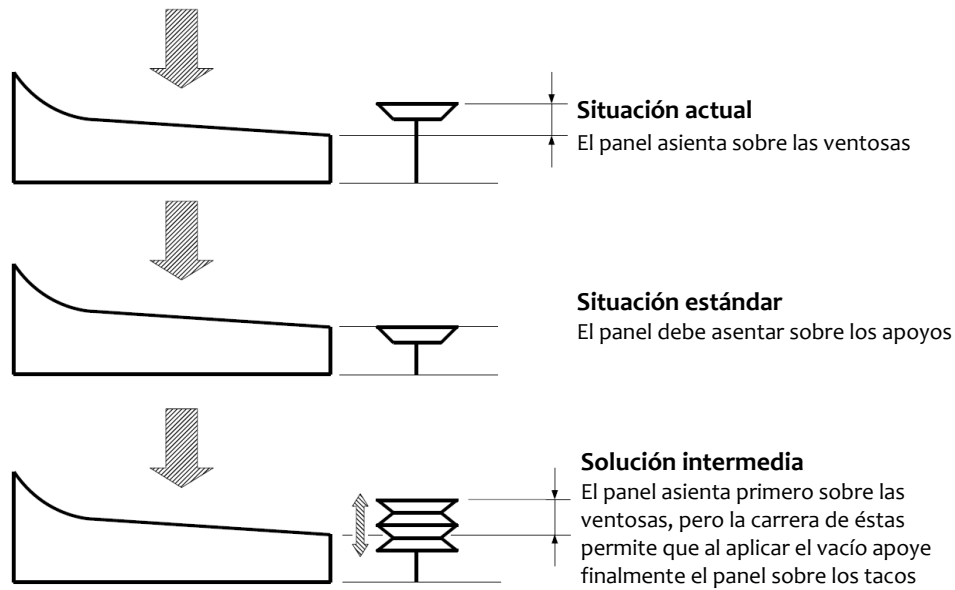 Situación actual
El panel asienta sobre las ventosas
Situación estándar
El panel debe asentar sobre los apoyos
Solución intermedia
El panel asienta primero sobre las
ventosas, pero la carrera de éstas
permite que al aplicar el vacío apoye
finalmente el panel sobre los tacos